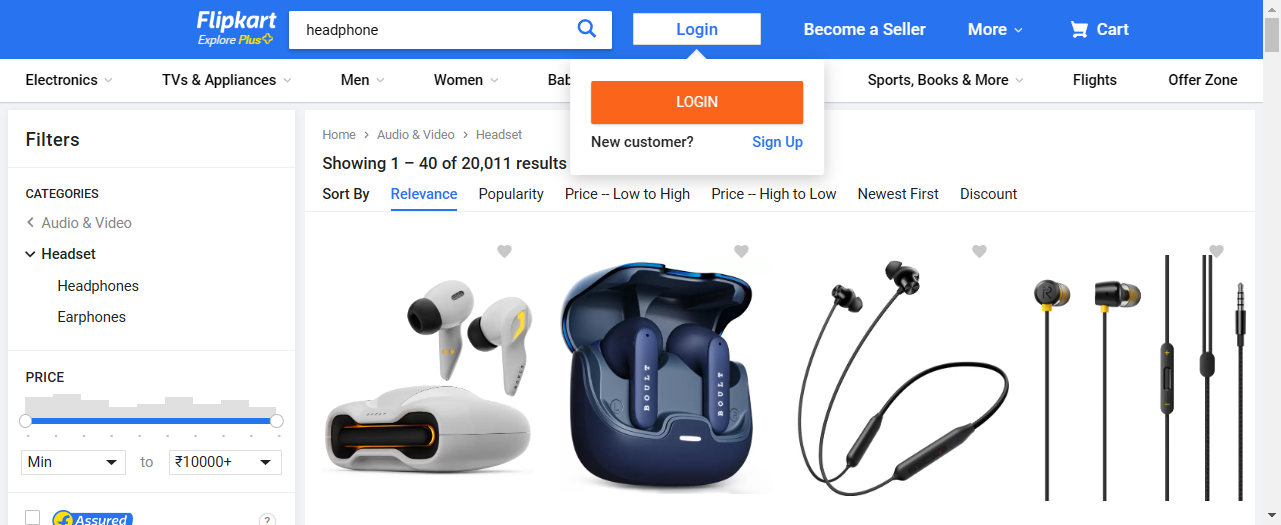 Flipkart
Explore Plus
headphone
Login
Become a Seller
More
Cart
Electronics
TVs & Appliances
Men
Women
Sports, Books & More
Flights
Offer Zone
LOGIN
New customer?
Sign Up
Filters
CATEGORIES
Audio & Video
Headset
Headphones
Earphones
PRICE
Min
to
₹10000+
Assured
?
Home
Audio & Video
Headset
Showing 1 – 40 of 20,011 results
Sort By
Relevance
Popularity
Price -- Low to High
Price -- High to Low
Newest First
Discount
BOULT
BOULT